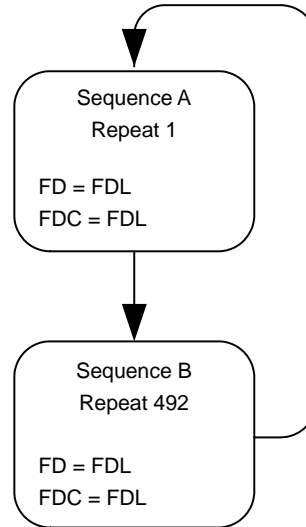 Sequence A
Repeat 1
FD = FDL
FDC = FDL
Sequence B
Repeat 492
FD = FDL
FDC = FDL